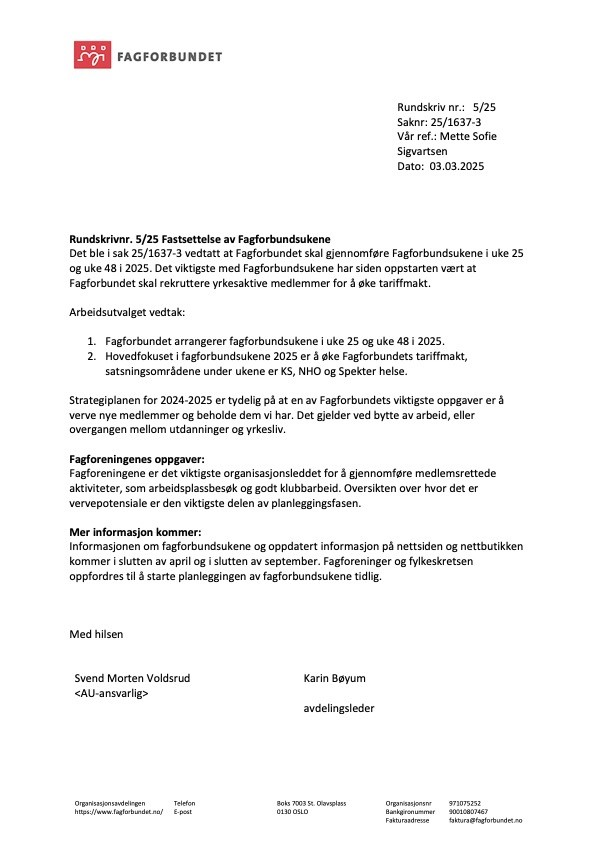 FAGFORBUNDET
Rundskriv nr.: 5/25
Saknr: 25/1637-3
Vår ref.: Mette Sofie
Sigvartsen
Dato: 03.03.2025
Rundskrivnr. 5/25 Fastsettelse av Fagforbundsukene
Det ble i sak 25/1637-3 vedtatt at Fagforbundet skal gjennomføre Fagforbundsukene i uke 25
og uke 48 i 2025. Det viktigste med Fagforbundsukene har siden oppstarten vært at
Fagforbundet skal rekruttere yrkesaktive medlemmer for å øke tariffmakt.
Arbeidsutvalget vedtak:
1. Fagforbundet arrangerer fagforbundsukene i uke 25 og uke 48 i 2025.
2. Hovedfokuset i fagforbundsukene 2025 er å øke Fagforbundets tariffmakt,
satsningsområdene under ukene er KS, NHO og Spekter helse.
Strategiplanen for 2024-2025 er tydelig på at en av Fagforbundets viktigste oppgaver er å
verve nye medlemmer og beholde dem vi har. Det gjelder ved bytte av arbeid, eller
overgangen mellom utdanninger og yrkesliv.
Fagforeningenes oppgaver:
Fagforeningene er det viktigste organisasjonsleddet for å gjennomføre medlemsrettede
aktiviteter, som arbeidsplassbesøk og godt klubbarbeid. Oversikten over hvor det er
vervepotensiale er den viktigste delen av planleggingsfasen.
Mer informasjon kommer:
Informasjonen om fagforbundsukene og oppdatert informasjon på nettsiden og nettbutikken
kommer i slutten av april og i slutten av september. Fagforeninger og fylkeskretsen
oppfordres til å starte planleggingen av fagforbundsukene tidlig.
Med hilsen
Svend Morten Voldsrud
<AU-ansvarlig>
Karin Bøyum
avdelingsleder
Organisasjonsavdelingen Telefon Boks 7003 St. Olavsplass Organisasjonsnr 971075252
https://www.fagforbundet.no/ E-post 0130 OSLO Bankgironummer 90010807467
Fakturaadresse faktura@fagforbundet.no